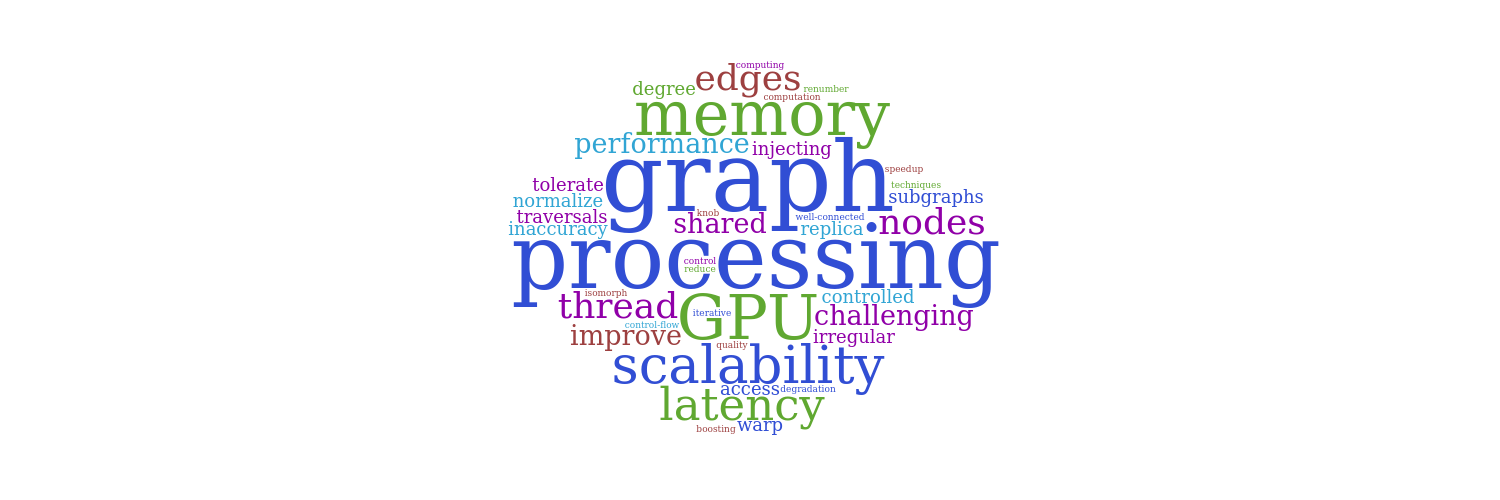 computing
edges
degree
renumber
computation
memory
performance
injecting
graph
speedup
tolerate
techniques
normalize
subgraphs
knob
traversals
shared
well-connected
nodes
inaccuracy
replica
processing
control
reduce
isomorph
controlled
thread
GPU
iterative
challenging
control-flow
improve
irregular
quality
scalability
access
degradation
latency
warp
boosting